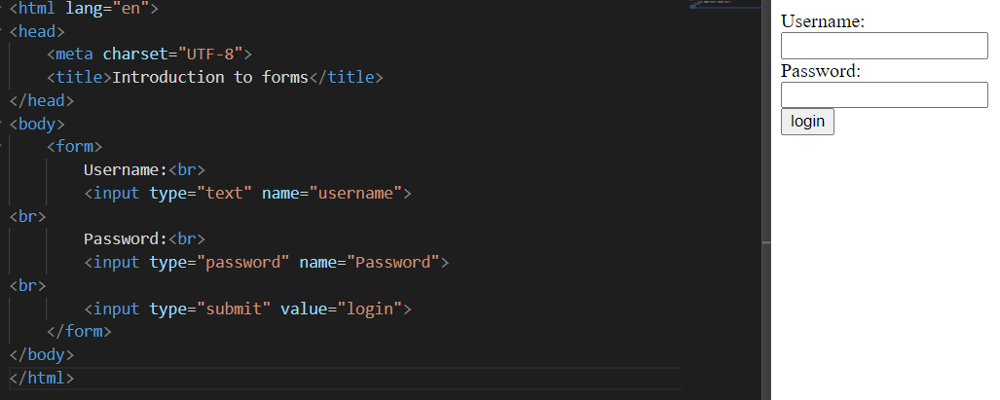 <html lang="en">
<head>
    <meta charset="UTF-8">
    <title>Introduction to forms</title>
</head>
<body>
    <form>
        Username:<br>
        <input type="text" name="username">
<br>
        Password:<br>
        <input type="password" name="Password">
<br>
        <input type="submit" value="login">
    </form>
</body>
</html>
Username:
Password:
login